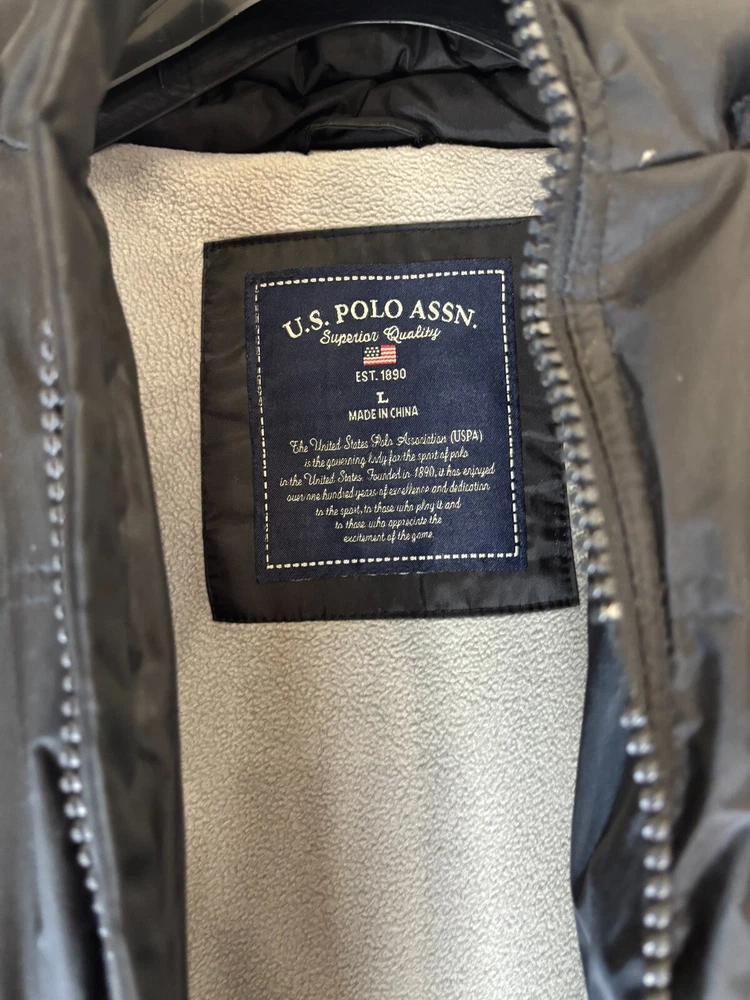 U.S. POLO ASSN.
Superior Quality
EST. 1890
L
MADE IN CHINA
The United States Polo Association (USPA)
is the governing body for the sport of polo
in the United States. Founded in 1890, it has enjoyed
over one hundred years of excellence and dedication
to the sport, to those who play it and
to those who appreciate the
excitement of the game.